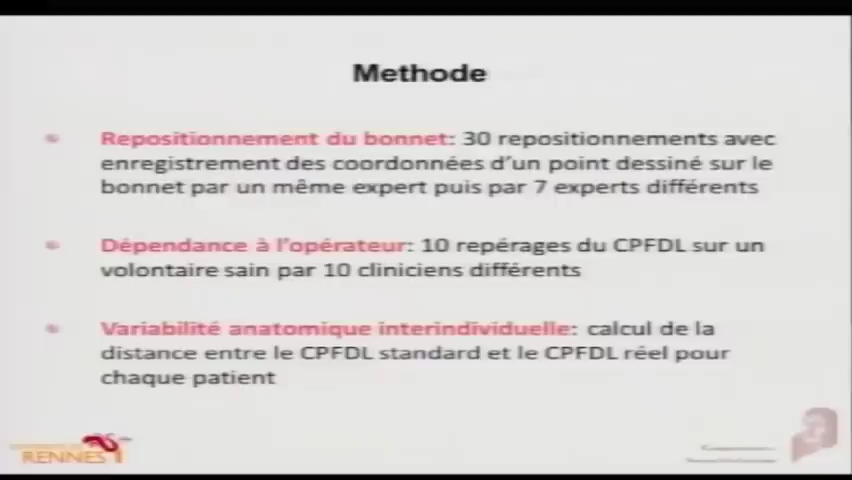 Methode
Repositionnement du bonnet: 30 repositionnements avec
enregistrement des coordonnées d'un point dessiné sur le
bonnet par un même expert puis par 7 experts différents
Dépendance à l'opérateur: 10 repérages du CPFDL sur un
volontaire sain par 10 cliniciens différents
Variabilité anatomique interindividuelle: calcul de la
distance entre le CPFDL standard et le CPFDL réel pour
chaque patient
RENNES 1